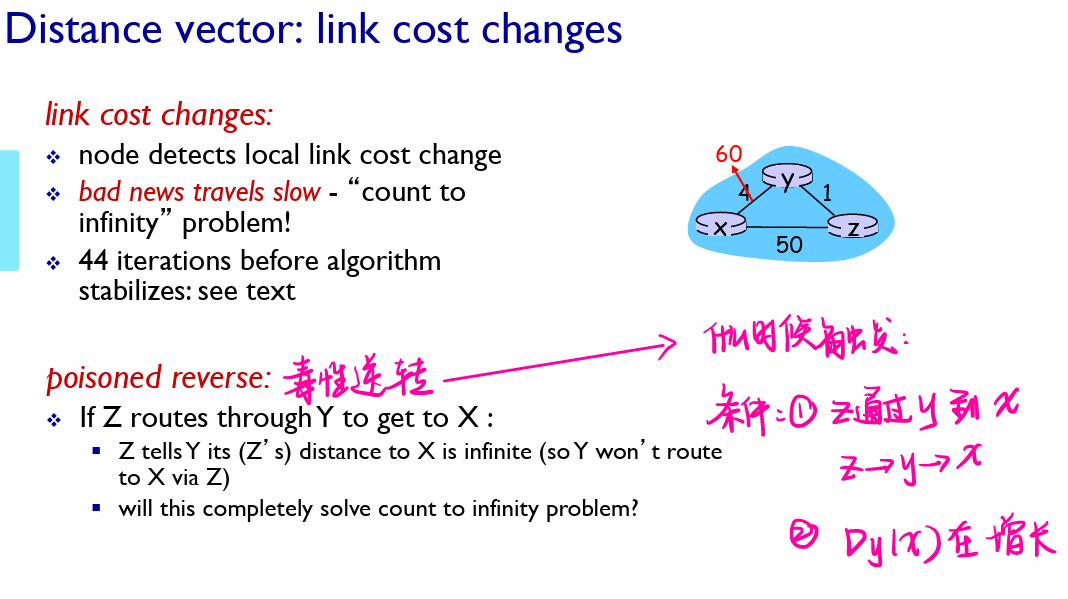 Distance vector: link cost changes
link cost changes:
node detects local link cost change
bad news travels slow - “count to
infinity” problem!
44 iterations before algorithm
stabilizes: see text
60
4
y
1
x
z
50
poisoned reverse: 毒性逆转
If Z routes through Y to get to X :
Z tells Y its (Z’ s) distance to X is infinite (so Y won’ t route
to X via Z)
will this completely solve count to infinity problem?
什么时候触发:
条件:① z通过y到x
z→y→x
② Dy(x)在增长